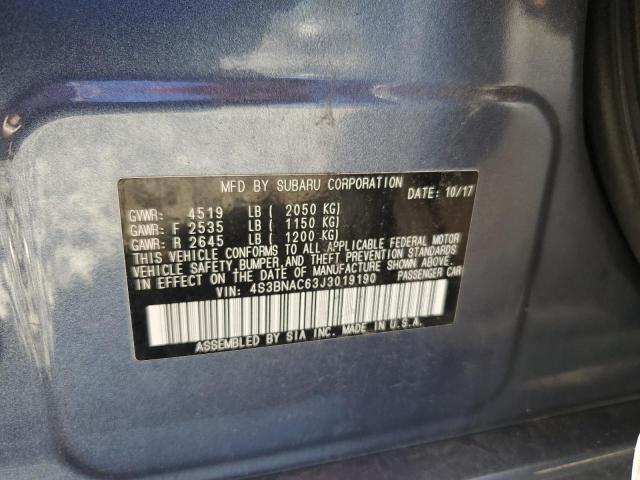 MFD BY SUBARU CORPORATION DATE: 10/17
GVWR: 4519 LB ( 2050 KG)
GAWR: F 2535 LB ( 1150 KG)
GAWR: R 2645 LB ( 1200 KG)
THIS VEHICLE CONFORMS TO ALL APPLICABLE FEDERAL MOTOR
VEHICLE SAFETY,BUMPER,AND THEFT PREVENTION STANDARDS
IN EFFECT ON THE DATE OF MANUFACTURE SHOWN ABOVE.
VIN: 4S3BNAC63J3019190 PASSENGER CAR
ASSEMBLED BY SIA INC. MADE IN U.S.A.